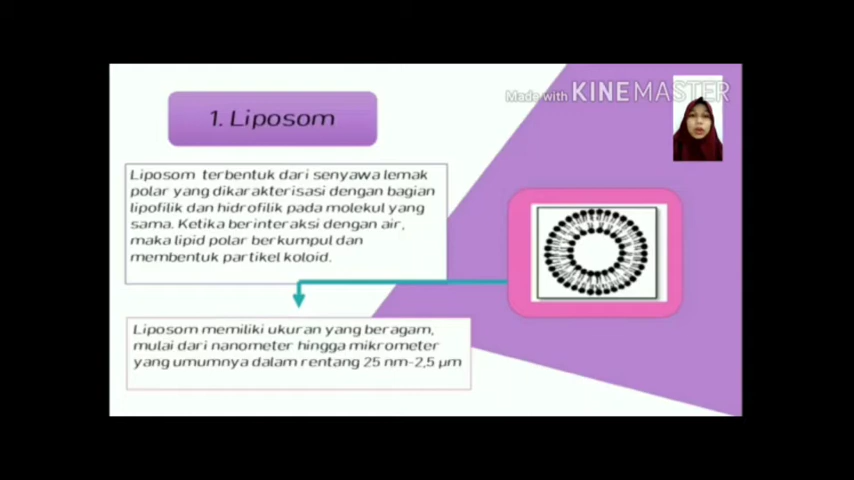 Made with KINEMASTER
1. Liposom
Liposom terbentuk dari senyawa lemak
polar yang dikarakterisasi dengan bagian
lipofilik dan hidrofilik pada molekul yang
sama. Ketika berinteraksi dengan air,
maka lipid polar berkumpul dan
membentuk partikel koloid.
Liposom memiliki ukuran yang beragam,
mulai dari nanometer hingga mikrometer
yang umumnya dalam rentang 25 nm-2,5 µm